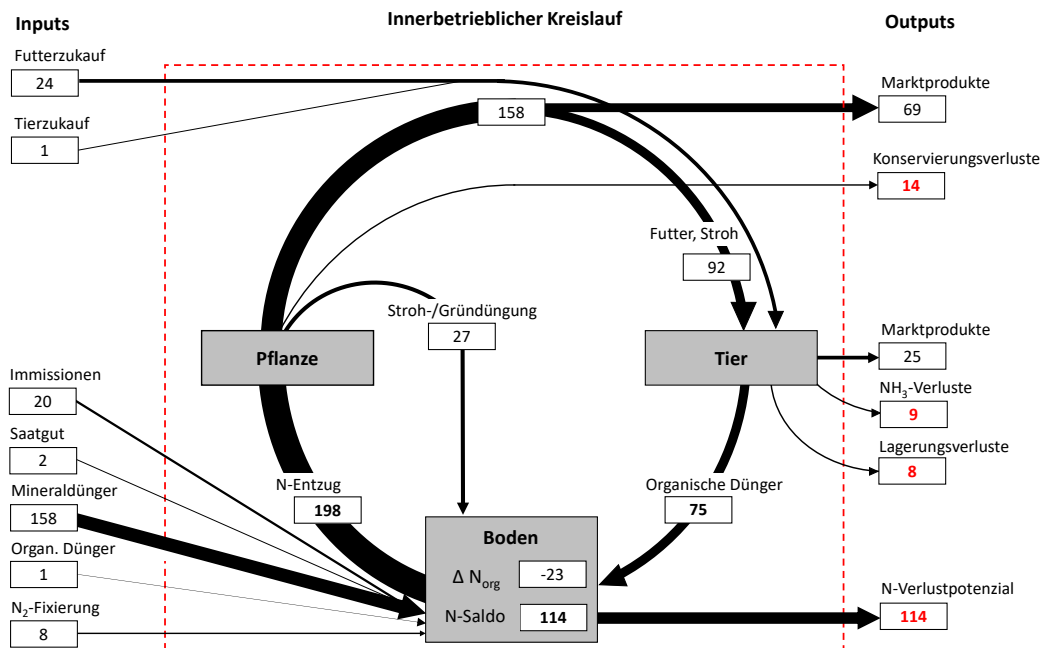 Inputs
Innerbetrieblicher Kreislauf
Outputs
Futterzukauf
24
Tierzukauf
1
158
Marktprodukte
69
Konservierungsverluste
14
Futter, Stroh
92
Stroh-/Gründüngung
27
Pflanze
Tier
Marktprodukte
25
NH₃-Verluste
9
Lagerungsverluste
8
Immissionen
20
Saatgut
2
Mineraldünger
158
Organ. Dünger
1
N₂-Fixierung
8
N-Entzug
198
Organische Dünger
75
Boden
Δ Norg
-23
N-Saldo
114
N-Verlustpotenzial
114